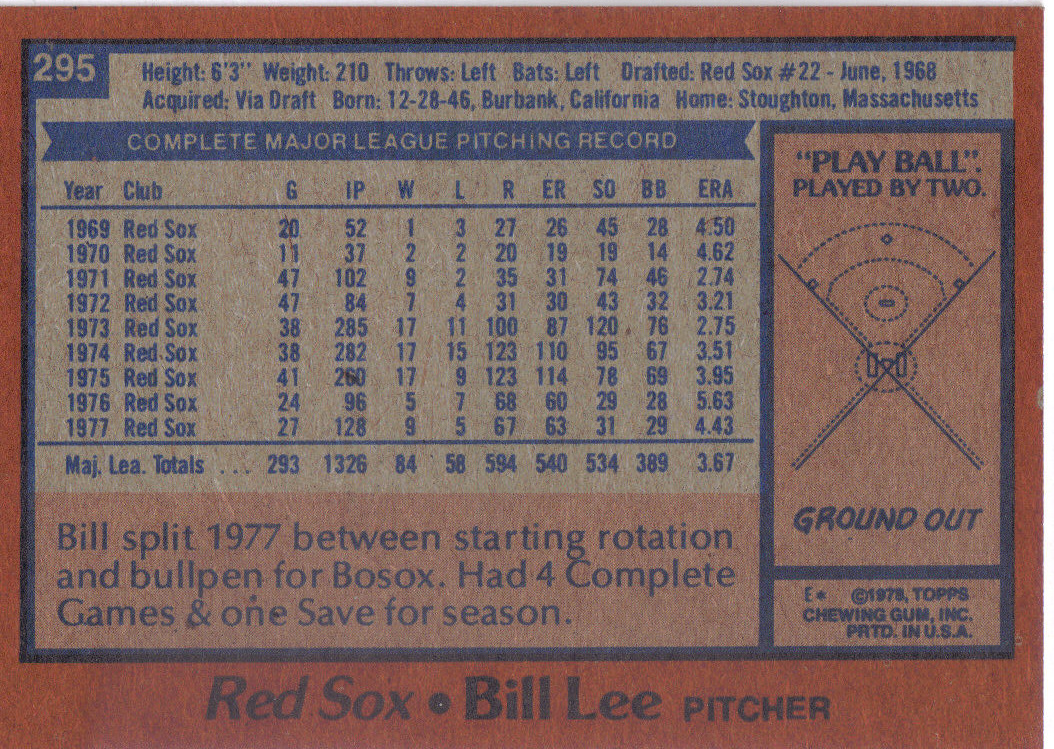 295
Height: 6'3" Weight: 210 Throws: Left Bats: Left Drafted: Red Sox #22 - June, 1968
Acquired: Via Draft Born: 12-28-46, Burbank, California Home: Stoughton, Massachusetts
COMPLETE MAJOR LEAGUE PITCHING RECORD
Year Club G IP W L R ER SO BB ERA
1969 Red Sox 20 52 1 3 27 26 45 28 4.50
1970 Red Sox 11 37 2 2 20 19 19 14 4.62
1971 Red Sox 47 102 9 2 35 31 74 46 2.74
1972 Red Sox 47 84 7 4 31 30 43 32 3.21
1973 Red Sox 38 285 17 11 100 87 120 76 2.75
1974 Red Sox 38 282 17 15 123 110 95 67 3.51
1975 Red Sox 41 260 17 9 123 114 78 69 3.95
1976 Red Sox 24 96 5 7 68 60 29 28 5.63
1977 Red Sox 27 128 9 5 67 63 31 29 4.43
Maj. Lea. Totals ... 293 1326 84 58 594 540 534 389 3.67
Bill split 1977 between starting rotation
and bullpen for Bosox. Had 4 Complete
Games & one Save for season.
"PLAY BALL".
PLAYED BY TWO.
GROUND OUT
E* ©1978, TOPPS
CHEWING GUM, INC.
PRTD. IN U.S.A.
Red Sox • Bill Lee PITCHER